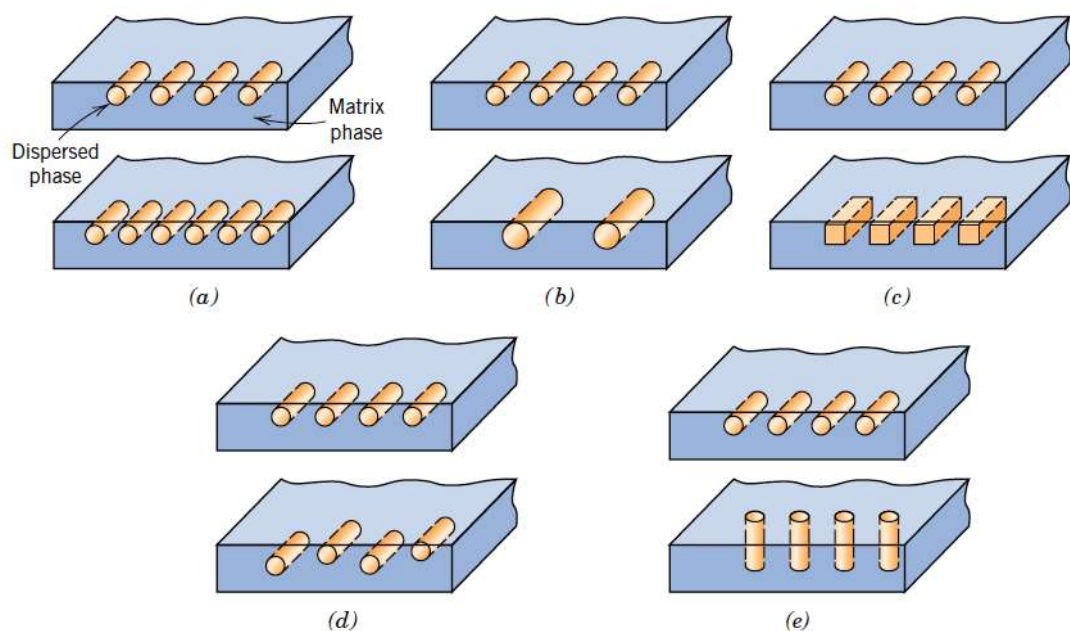 Matrix
phase
Dispersed
phase
(a)
(b)
(c)
(d)
(e)